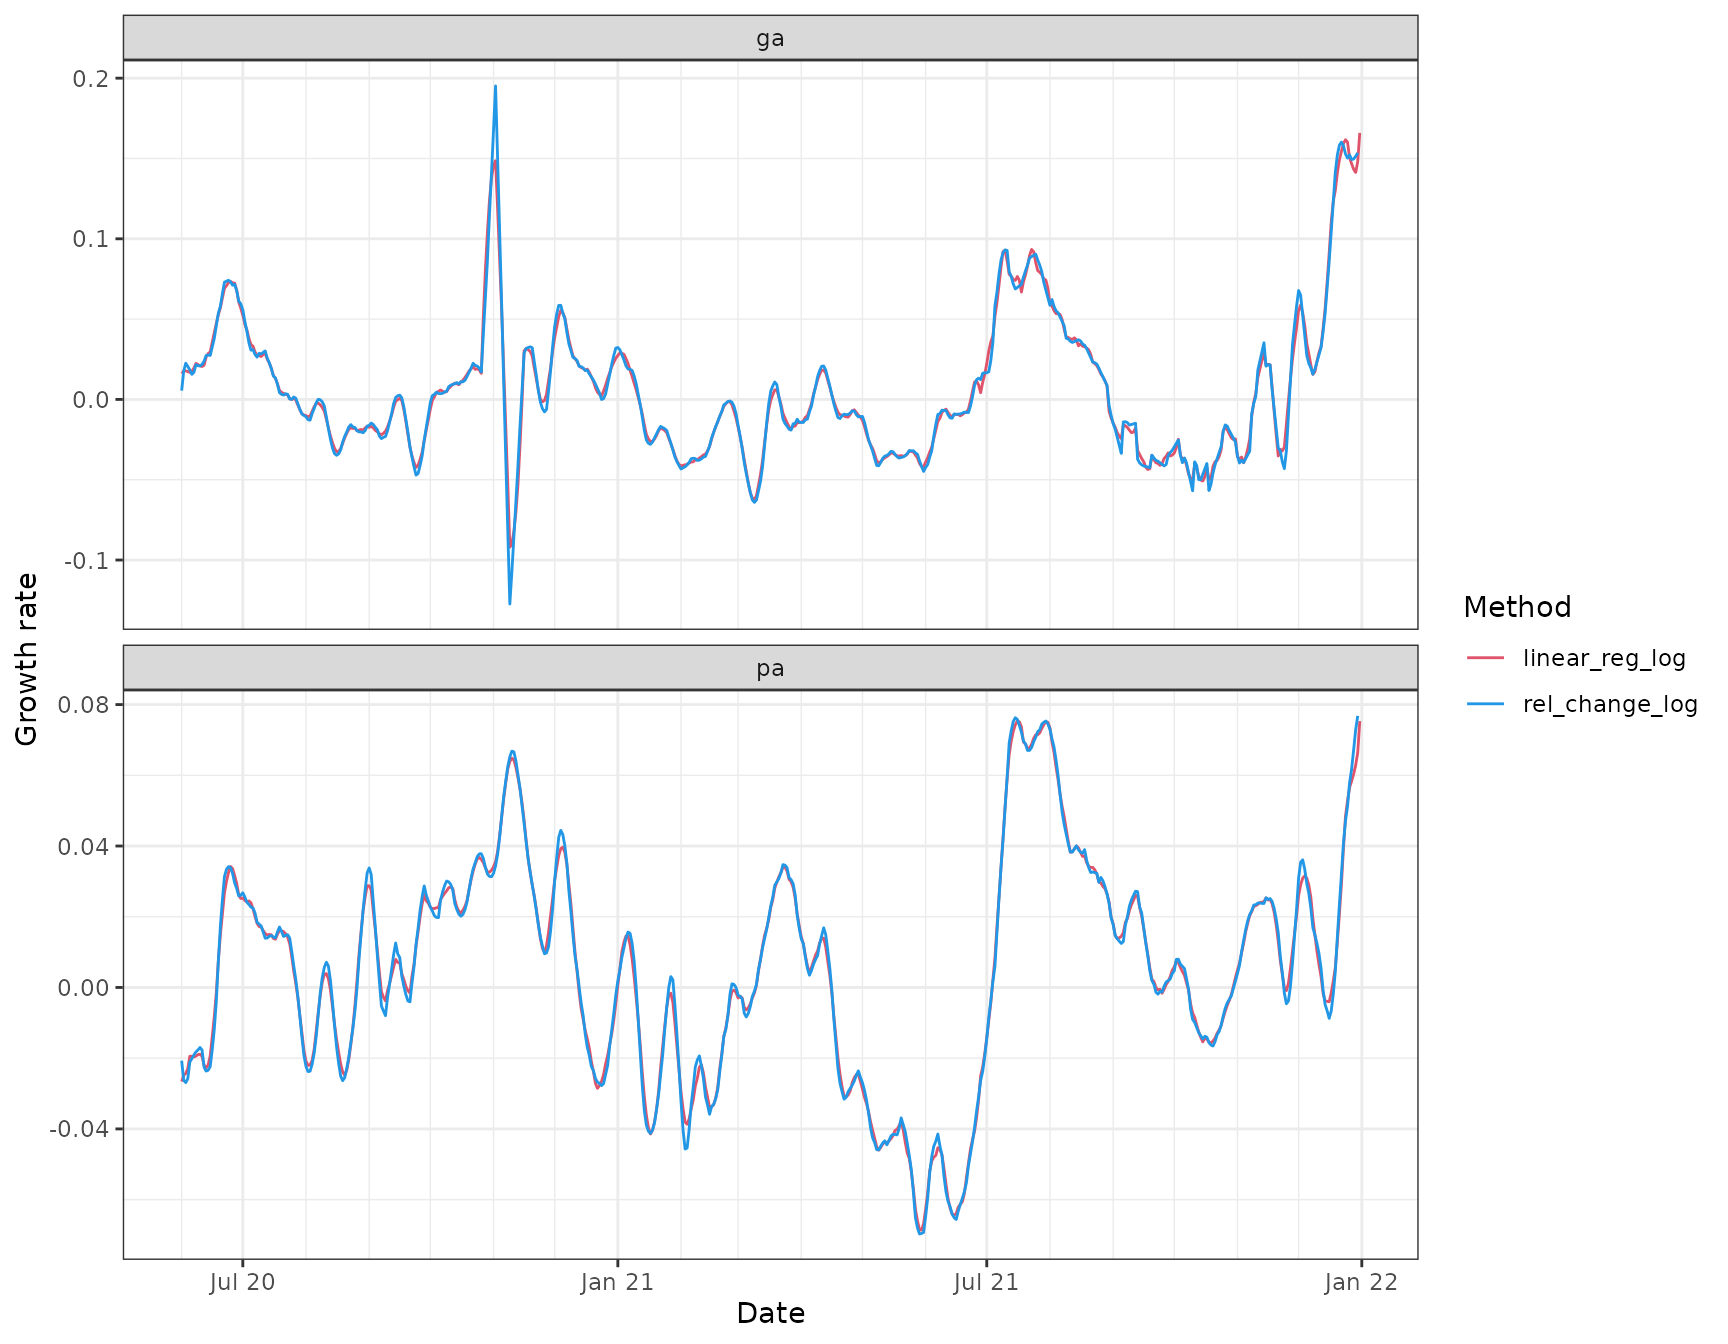 ga
0.2
0.1
0.0
-0.1
pa
0.08
0.04
0.00
-0.04
Growth rate
Jul 20
Jan 21
Jul 21
Jan 22
Date
Method
linear_reg_log
rel_change_log